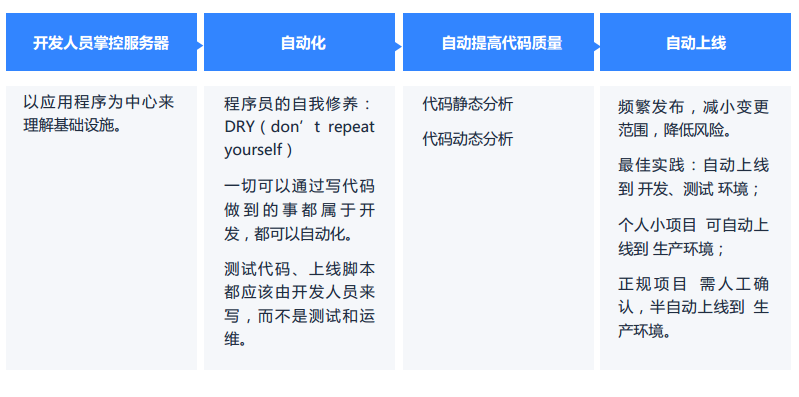 开发人员掌控服务器
自动化
自动提高代码质量
自动上线
以应用程序为中心来
理解基础设施。
程序员的自我修养：
DRY（don’t repeat
yourself）
一切可以通过写代码
做到的事都属于开
发，都可以自动化。
测试代码、上线脚本
都应该由开发人员来
写，而不是测试和运
维。
代码静态分析
代码动态分析
频繁发布，减小变更
范围，降低风险。
最佳实践：自动上线
到 开发、测试 环境；
个人小项目 可自动上
线到 生产环境；
正规项目 需人工确
认，半自动上线到 生
产环境。